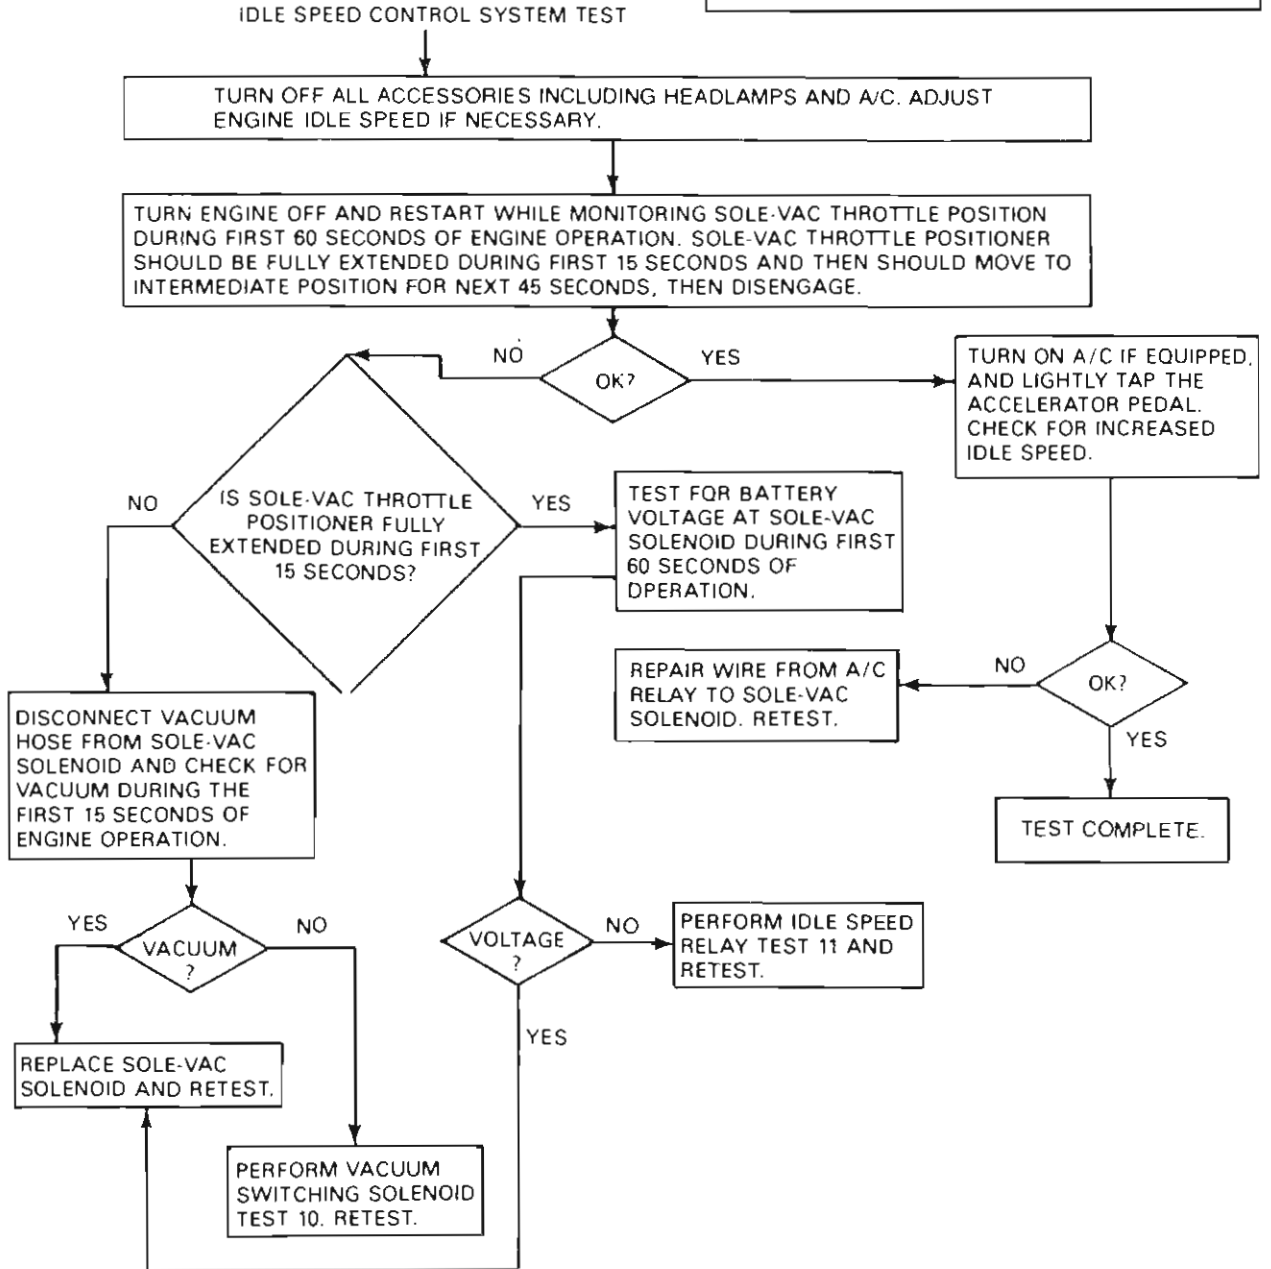 IDLE SPEED CONTROL SYSTEM TEST
TURN OFF ALL ACCESSORIES INCLUDING HEADLAMPS AND A/C. ADJUST
ENGINE IDLE SPEED IF NECESSARY.
TURN ENGINE OFF AND RESTART WHILE MONITORING SOLE-VAC THROTTLE POSITION
DURING FIRST 60 SECONDS OF ENGINE OPERATION. SOLE-VAC THROTTLE POSITIONER
SHOULD BE FULLY EXTENDED DURING FIRST 15 SECONDS AND THEN SHOULD MOVE TO
INTERMEDIATE POSITION FOR NEXT 45 SECONDS, THEN DISENGAGE.
NO
OK?
YES
TURN ON A/C IF EQUIPPED,
AND LIGHTLY TAP THE
ACCELERATOR PEDAL.
CHECK FOR INCREASED
IDLE SPEED.
NO
IS SOLE-VAC THROTTLE
POSITIONER FULLY
EXTENDED DURING FIRST
15 SECONDS?
YES
TEST FOR BATTERY
VOLTAGE AT SOLE-VAC
SOLENOID DURING FIRST
60 SECONDS OF
OPERATION.
REPAIR WIRE FROM A/C
RELAY TO SOLE-VAC
SOLENOID. RETEST.
NO
OK?
YES
TEST COMPLETE.
DISCONNECT VACUUM
HOSE FROM SOLE-VAC
SOLENOID AND CHECK FOR
VACUUM DURING THE
FIRST 15 SECONDS OF
ENGINE OPERATION.
YES
VACUUM
?
NO
VOLTAGE
?
NO
PERFORM IDLE SPEED
RELAY TEST 11 AND
RETEST.
YES
REPLACE SOLE-VAC
SOLENOID AND RETEST.
PERFORM VACUUM
SWITCHING SOLENOID
TEST 10. RETEST.